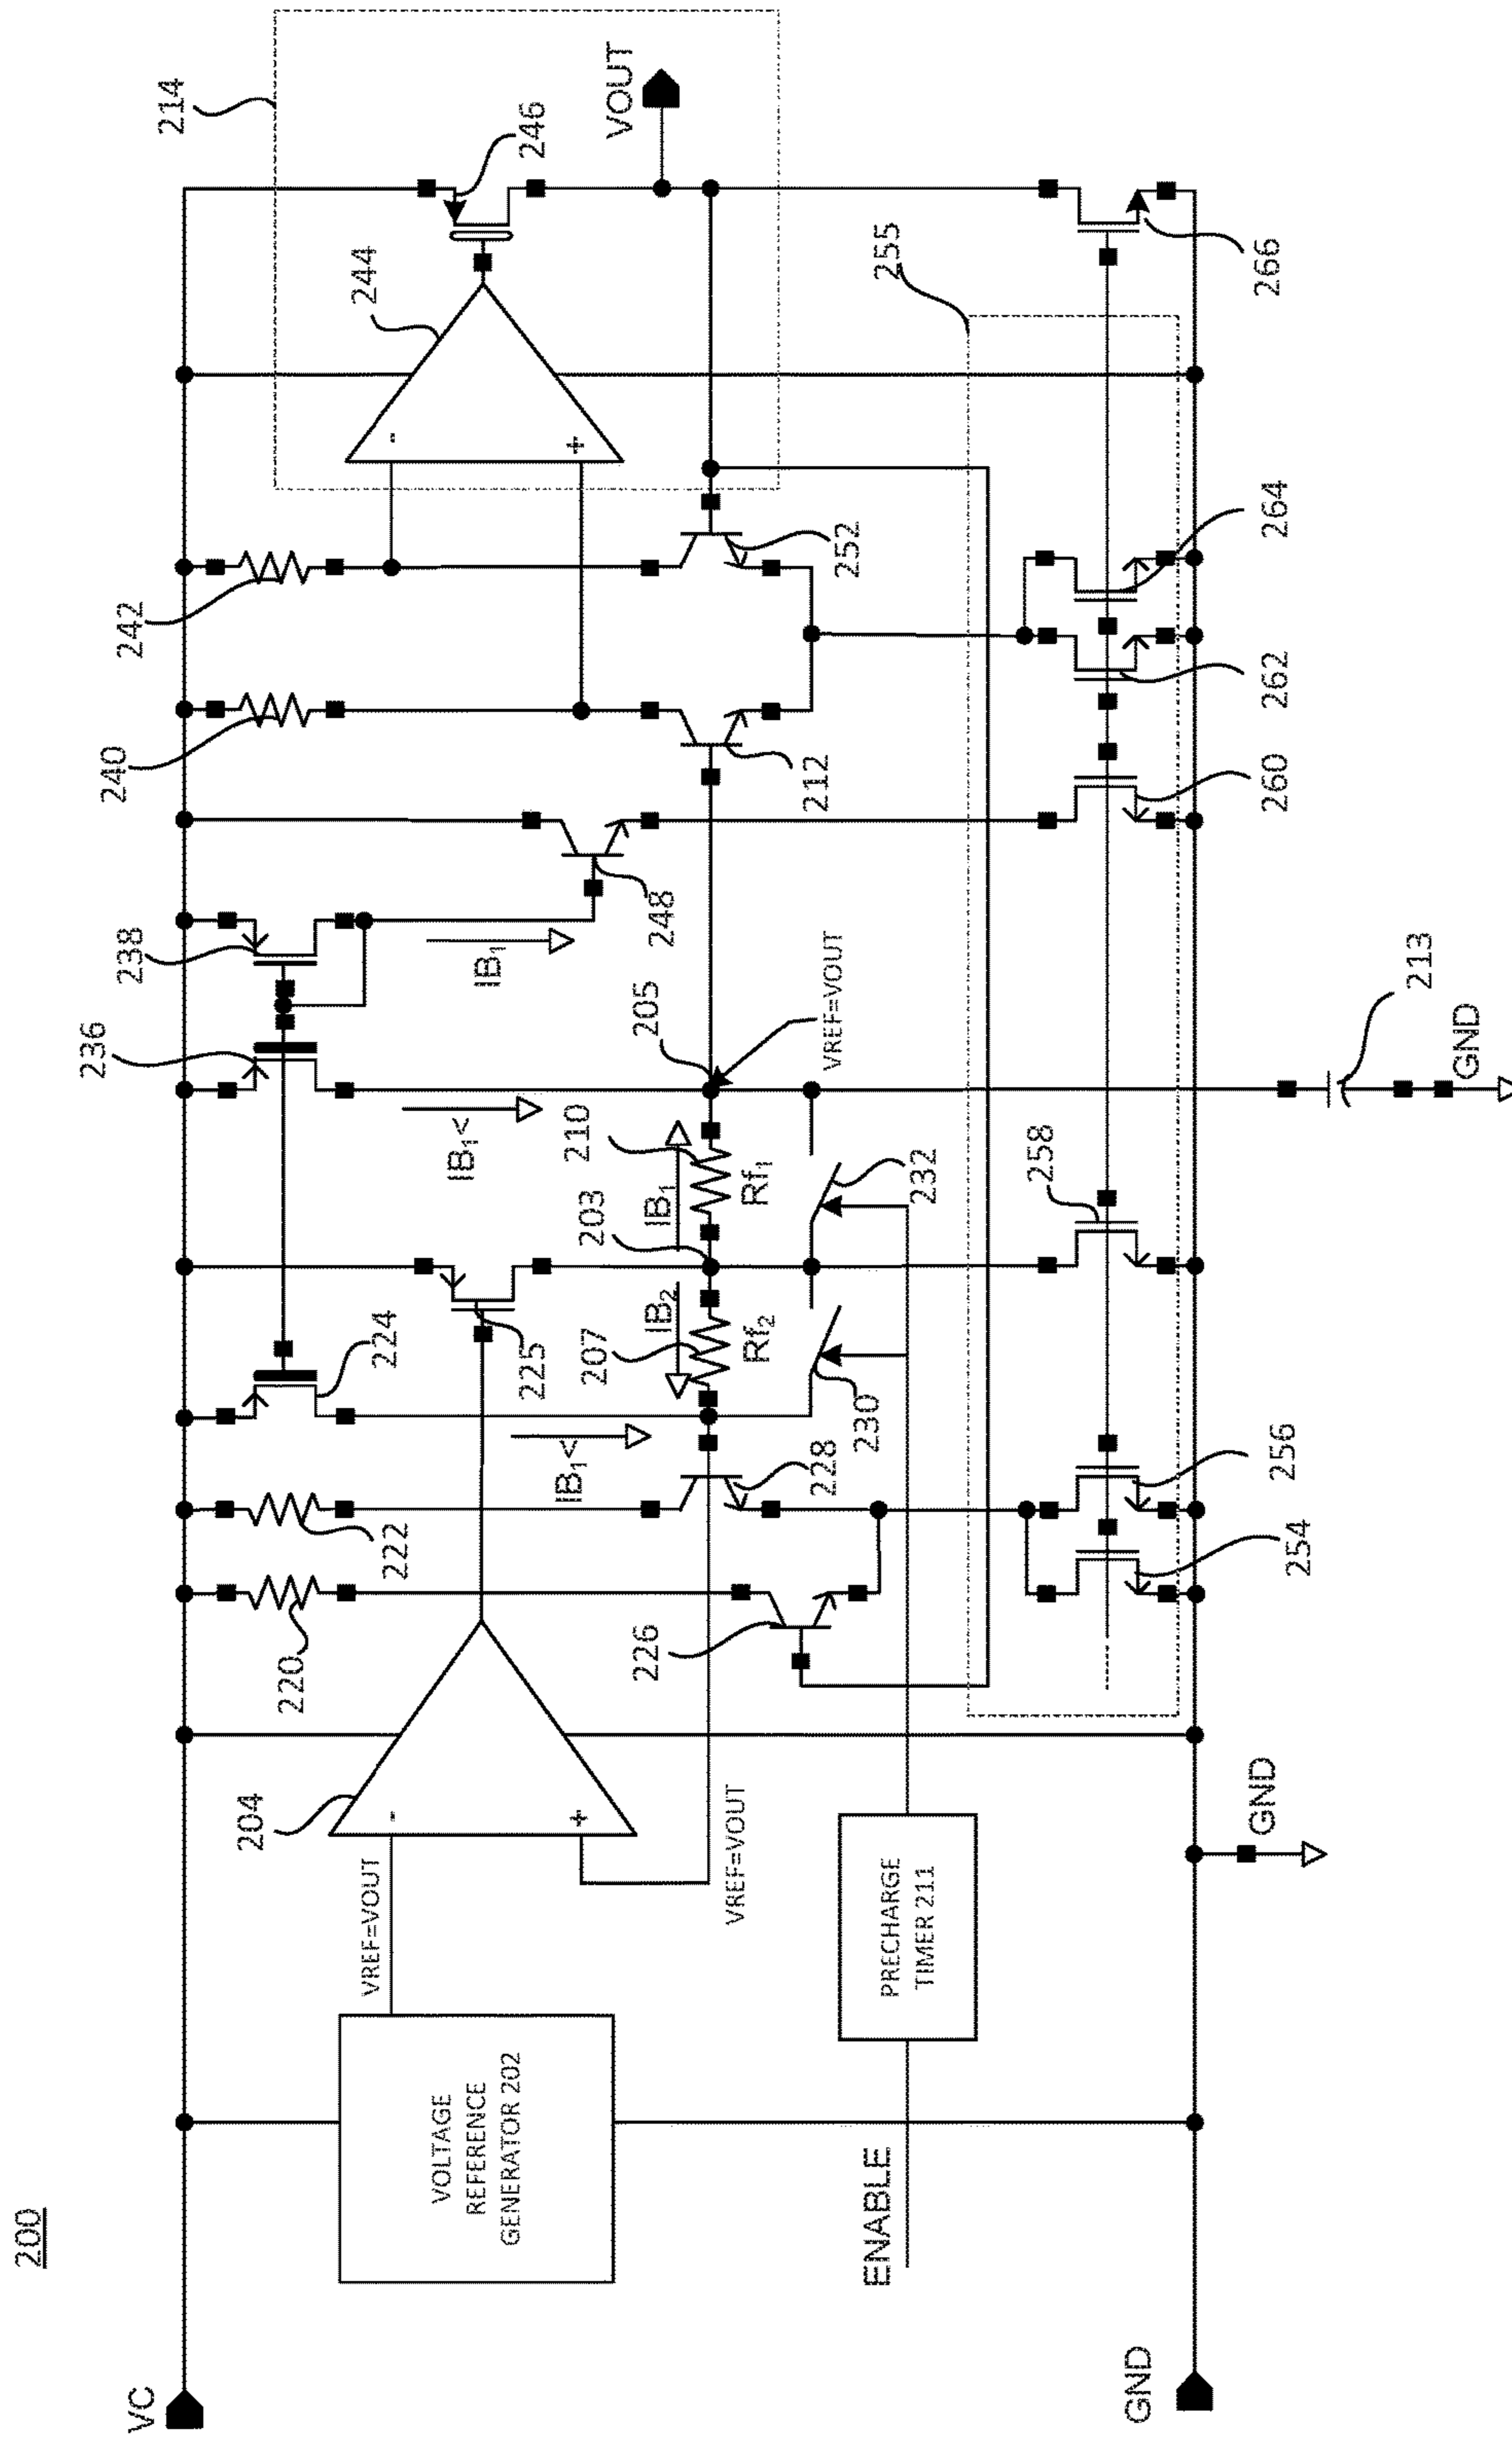 200
VC
GND
ENABLE
VOLTAGE
REFERENCE
GENERATOR 202
VREF=VOUT
204
VREF=VOUT
PRECHARGE
TIMER 211
GND
220
222
226
228
IB₁<
224
225
207
IB₂
Rf₂
230
203
IB₁
210
Rf₁
232
205
VREF=VOUT
IB₁<
236
238
IB₁
248
240
212
242
252
244
214
246
VOUT
255
254
256
258
213
GND
260
262
264
266